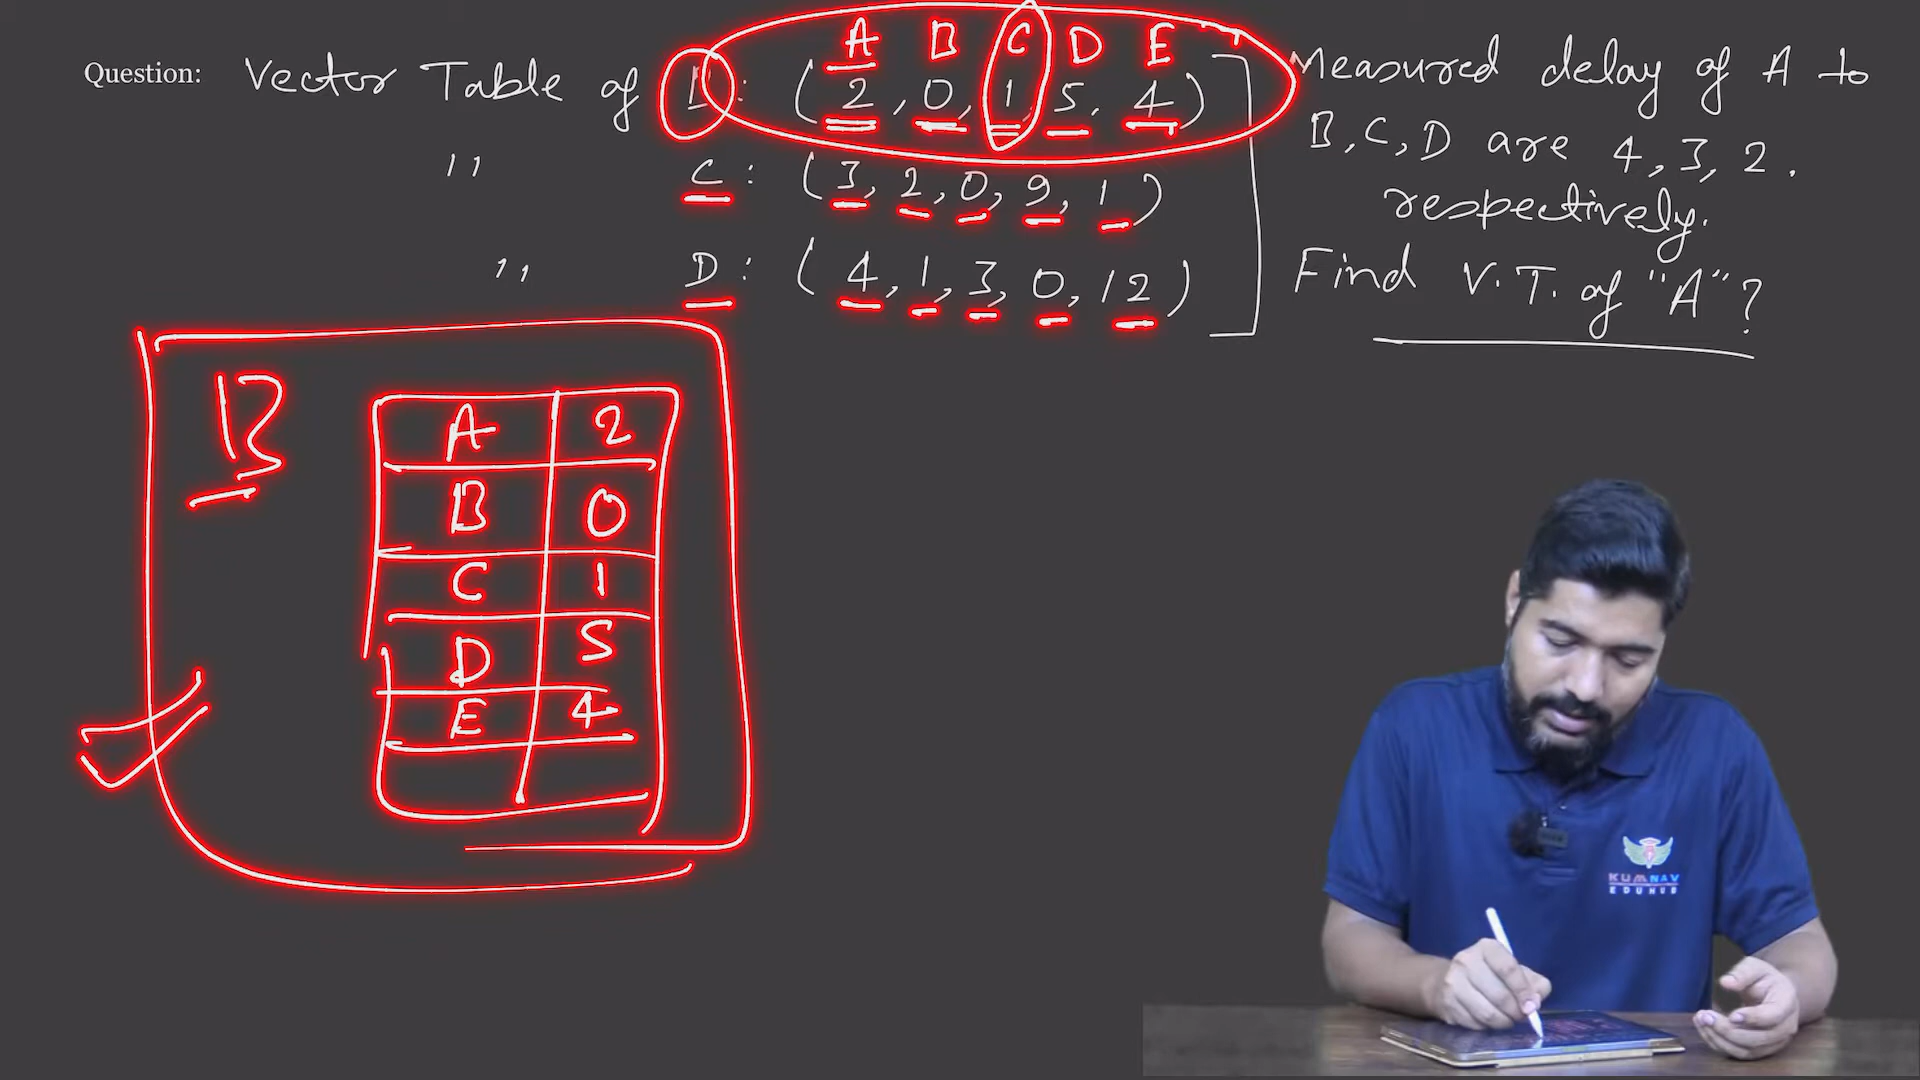 A B C D E
Question: Vector Table of B: (2, 0, 1, 5, 4) Measured delay of A to
B, C, D are 4, 3, 2.
" C: (3, 2, 0, 9, 1)
respectively.
" D: (4, 1, 3, 0, 12) Find V.T. of "A"?
B
A 2
B 0
C 1
D 5
E 4
KUMNAV
EDUHUB